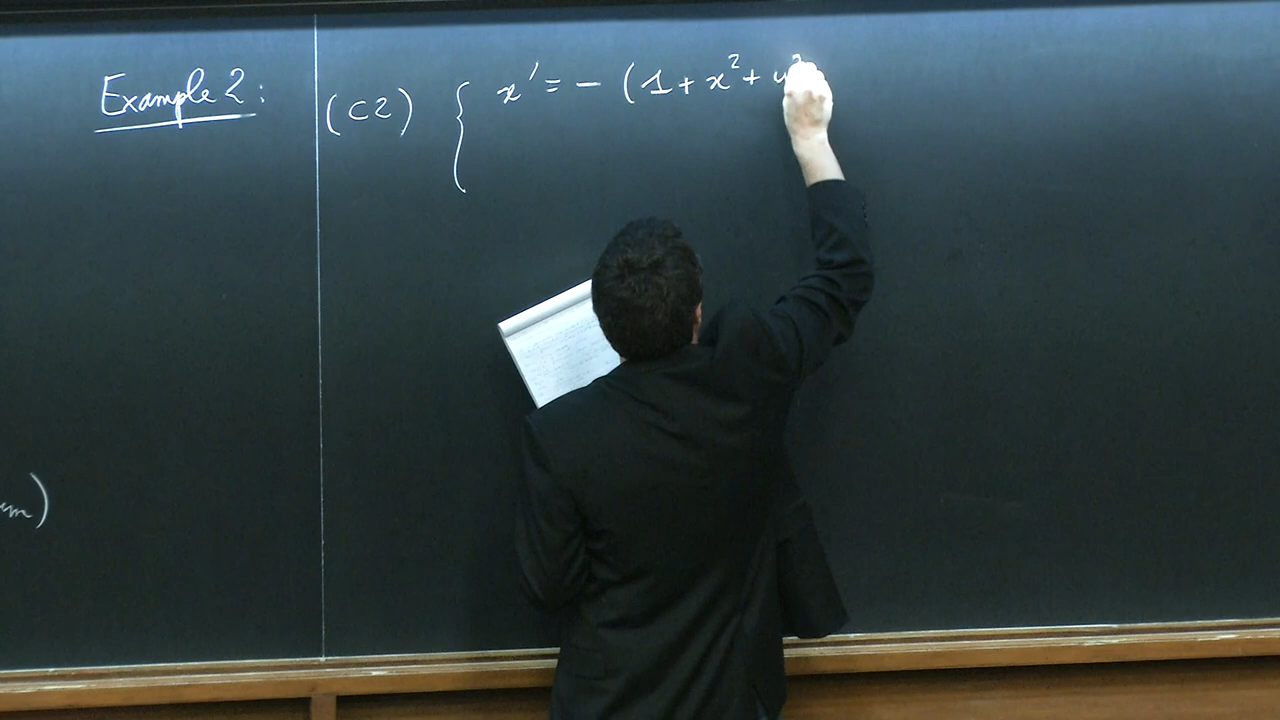 Example 2:
(C2) { x' = - (1 + x² +